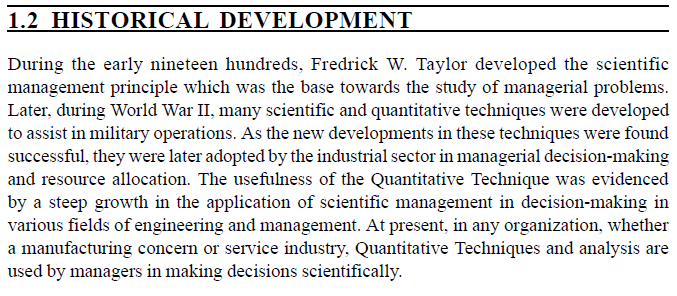 1.2 HISTORICAL DEVELOPMENT
During the early nineteen hundreds, Fredrick W. Taylor developed the scientific
management principle which was the base towards the study of managerial problems.
Later, during World War II, many scientific and quantitative techniques were developed
to assist in military operations. As the new developments in these techniques were found
successful, they were later adopted by the industrial sector in managerial decision-making
and resource allocation. The usefulness of the Quantitative Technique was evidenced
by a steep growth in the application of scientific management in decision-making in
various fields of engineering and management. At present, in any organization, whether
a manufacturing concern or service industry, Quantitative Techniques and analysis are
used by managers in making decisions scientifically.